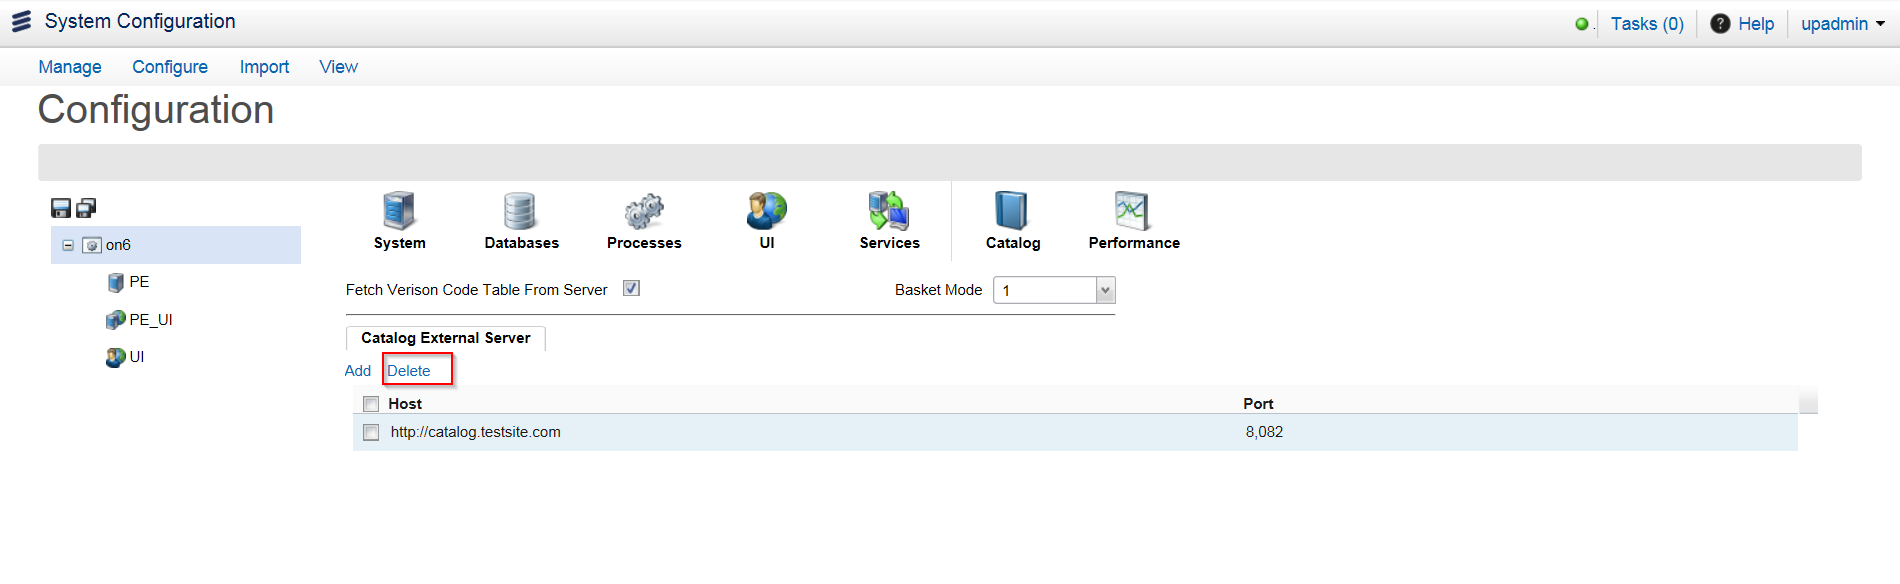 System Configuration
. Tasks (0) ? Help upadmin
Manage Configure Import View
Configuration
System Databases Processes UI Services Catalog Performance
on6
PE
PE_UI
UI
Fetch Verison Code Table From Server Basket Mode 1
Catalog External Server
Add Delete
Host Port
http://catalog.testsite.com 8,082